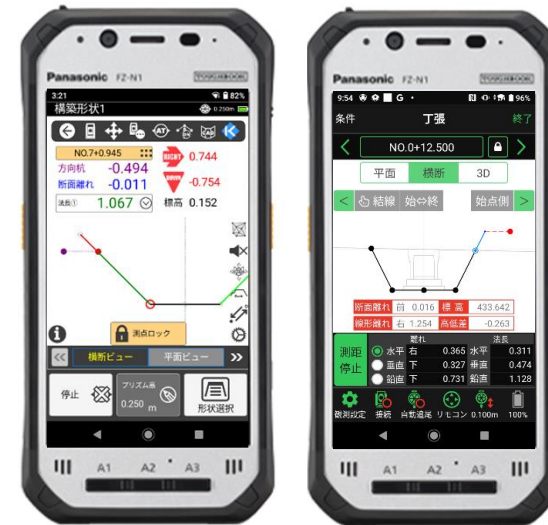 Panasonic FZ-N1
TOUGHBOOK
3:21
82%
構築形状1
0.250m
AT
NO.7+0.945
RIGHT
0.744
方向杭
-0.494
断面離れ
-0.011
DOWN
-0.754
法長①
1.067
標高 0.152
測点ロック
横断ビュー
平面ビュー
停止
プリズム高
0.250 m
形状選択
A1
A2
A3
Panasonic FZ-N1
TOUGHBOOK
9:54
G
96%
条件
丁張
終了
NO.0+12.500
平面
横断
3D
結線
始⇔終
始点側
断面離れ 前 0.016 標高 433.642
線形離れ 右 1.254 高低差 -0.263
離れ
法長
測距
停止
水平 右 0.365 水平 0.311
垂直 下 0.327 垂直 0.474
鉛直 下 0.731 鉛直 1.128
観測設定
接続
自動追尾
リモコン
0.100m
100%
A1
A2
A3